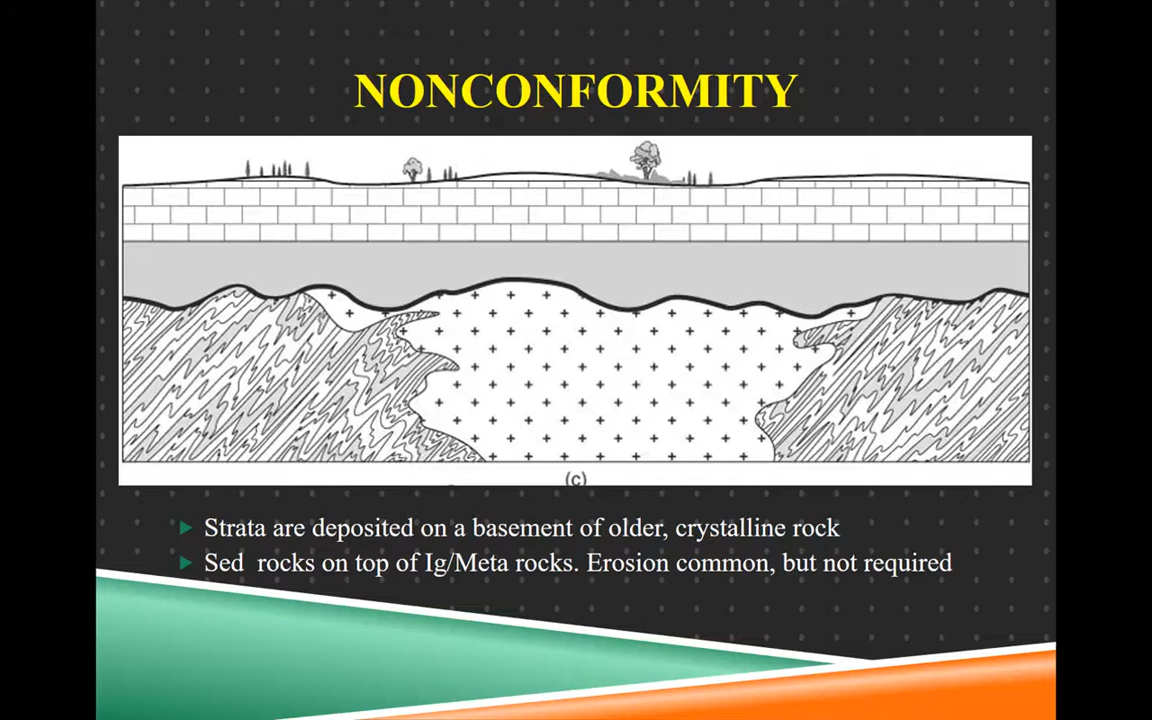 NONCONFORMITY
(c)
Strata are deposited on a basement of older, crystalline rock
Sed rocks on top of Ig/Meta rocks. Erosion common, but not required